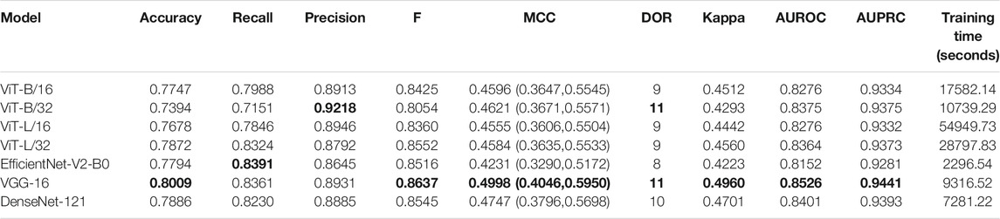 Model Accuracy Recall Precision F MCC DOR Kappa AUROC AUPRC Training
time
(seconds)
ViT-B/16 0.7747 0.7988 0.8913 0.8425 0.4596 (0.3647,0.5545) 9 0.4512 0.8276 0.9334 17582.14
ViT-B/32 0.7394 0.7151 0.9218 0.8054 0.4621 (0.3671,0.5571) 11 0.4293 0.8375 0.9375 10739.29
ViT-L/16 0.7678 0.7846 0.8946 0.8360 0.4555 (0.3606,0.5504) 9 0.4442 0.8276 0.9332 54949.73
ViT-L/32 0.7872 0.8324 0.8792 0.8552 0.4584 (0.3635,0.5533) 9 0.4560 0.8364 0.9373 28797.83
EfficientNet-V2-B0 0.7794 0.8391 0.8645 0.8516 0.4231 (0.3290,0.5172) 8 0.4223 0.8152 0.9281 2296.54
VGG-16 0.8009 0.8361 0.8931 0.8637 0.4998 (0.4046,0.5950) 11 0.4960 0.8526 0.9441 9316.52
DenseNet-121 0.7886 0.8230 0.8885 0.8545 0.4747 (0.3796,0.5698) 10 0.4701 0.8401 0.9393 7281.22